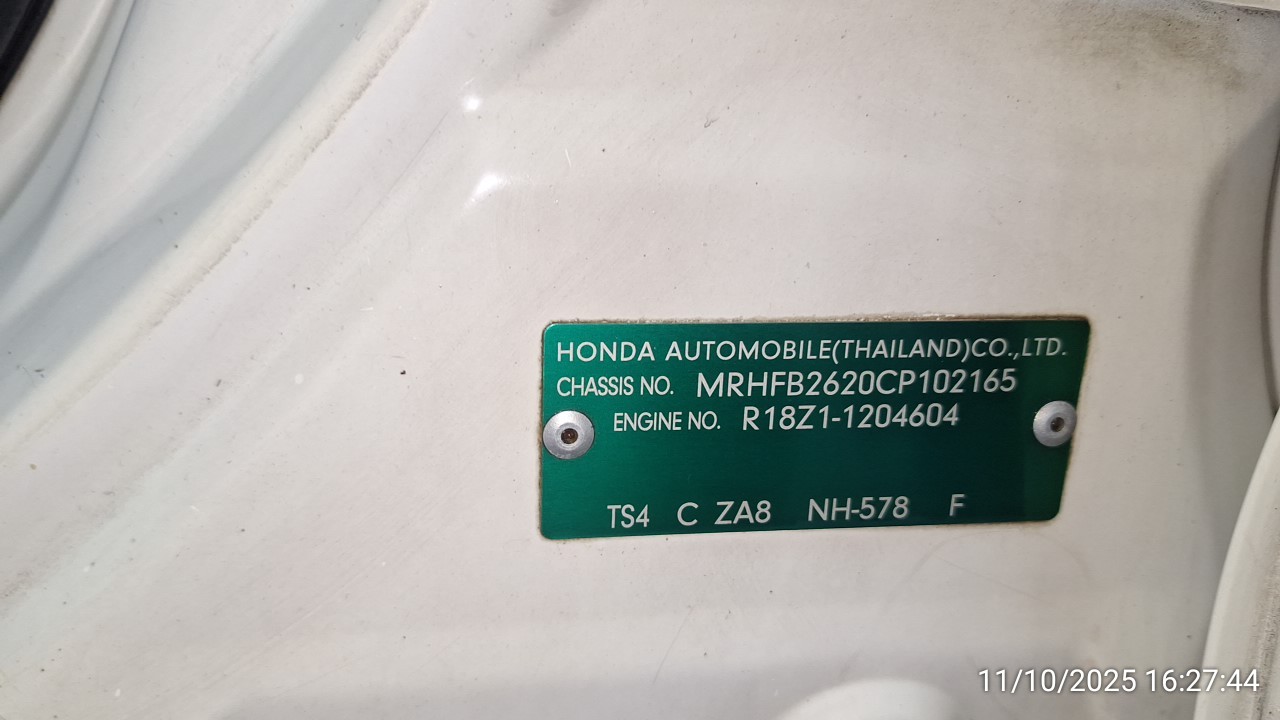 HONDA AUTOMOBILE(THAILAND)CO.,LTD.
CHASSIS NO. MRHFB2620CP102165
ENGINE NO. R18Z1-1204604
TS4 C ZA8 NH-578 F
11/10/2025 16:27:44